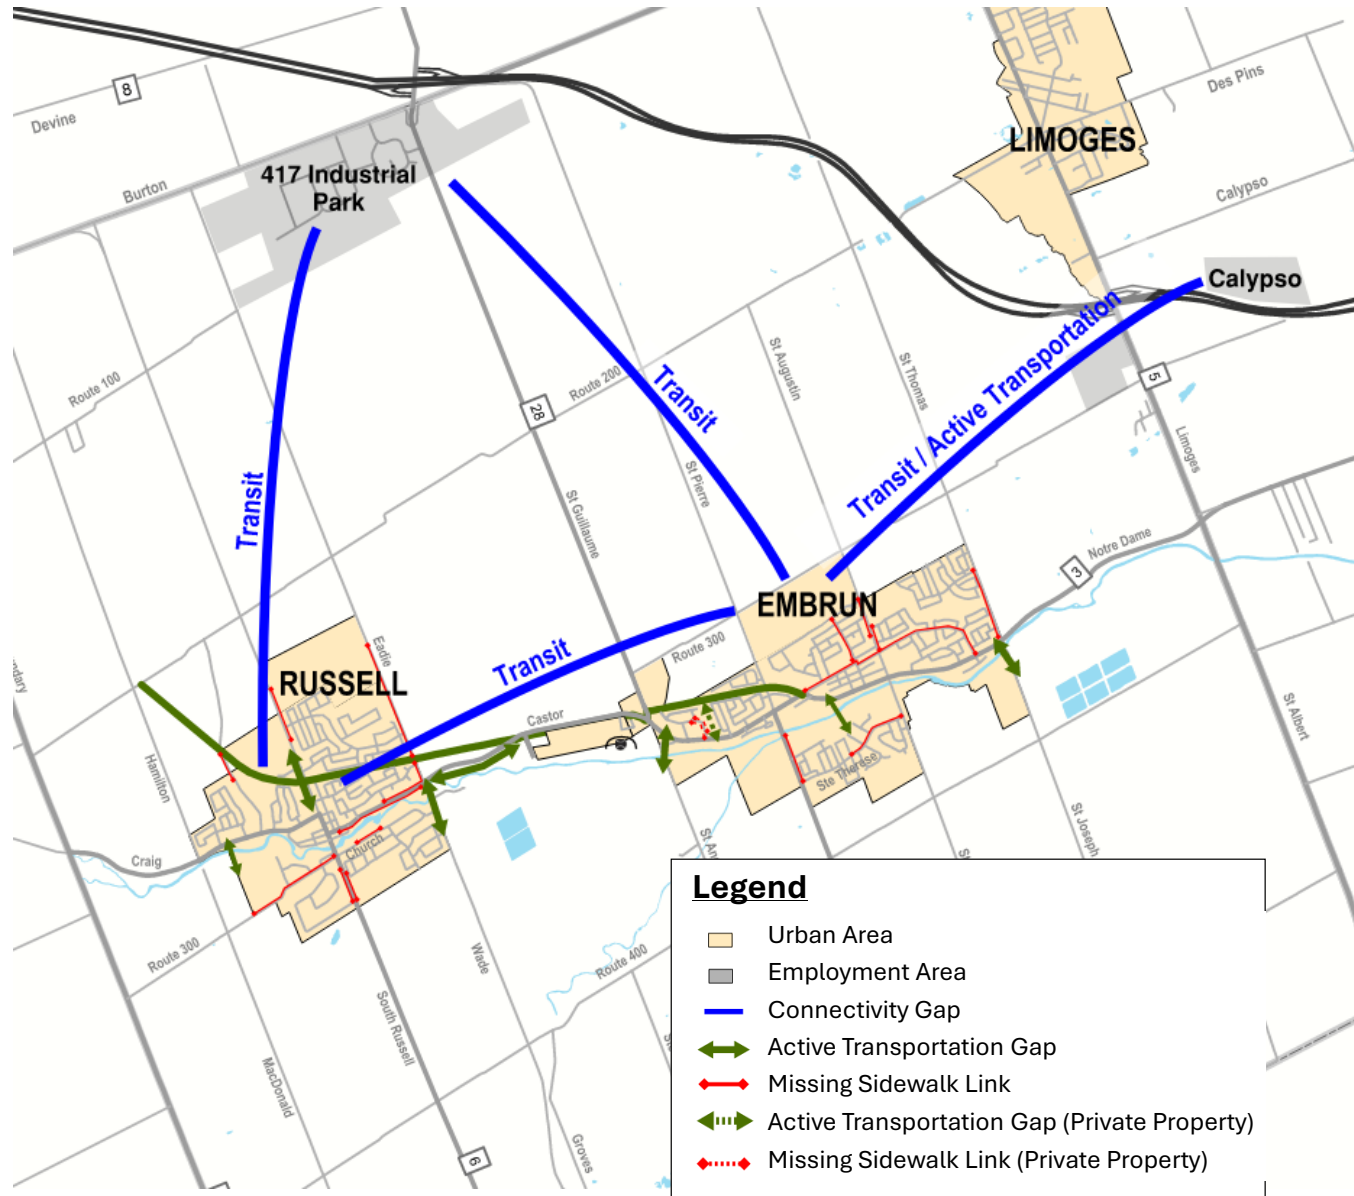 8
Devine
Des Pins
LIMOGES
417 Industrial
Park
Burton
Calypso
Calypso
Route 100
Route 200
St Augustin
St Thomas
5
28
Transit
Transit / Active Transportation
Limoges
Transit
St Pierre
St Guillaume
Notre Dame
3
EMBRUN
Route 300
Transit
Eadie
RUSSELL
Castor
Hamilton
St Albert
Ste Therese
St Joseph
Craig
Church
Route 300
Wade
Route 400
South Russell
MacDonald
Groves
6
Legend
Urban Area
Employment Area
Connectivity Gap
Active Transportation Gap
Missing Sidewalk Link
Active Transportation Gap (Private Property)
Missing Sidewalk Link (Private Property)